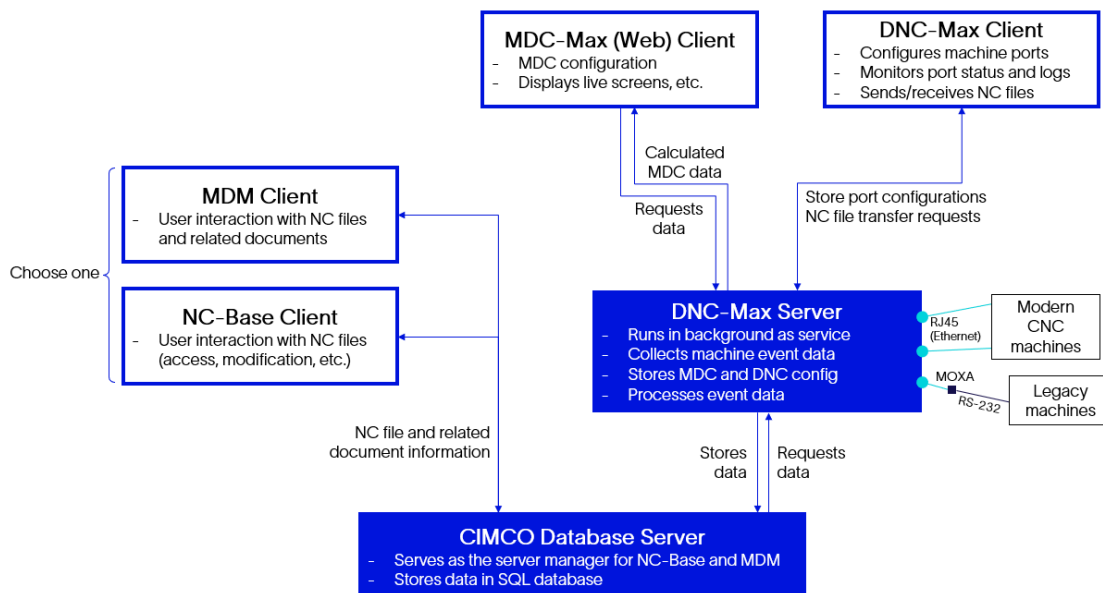 MDC-Max (Web) Client
- MDC configuration
- Displays live screens, etc.
DNC-Max Client
- Configures machine ports
- Monitors port status and logs
- Sends/receives NC files
Calculated
MDC data
Requests
data
Store port configurations
NC file transfer requests
Choose one
MDM Client
- User interaction with NC files
and related documents
NC-Base Client
- User interaction with NC files
(access, modification, etc.)
DNC-Max Server
- Runs in background as service
- Collects machine event data
- Stores MDC and DNC config
- Processes event data
RJ45
(Ethernet)
Modern
CNC
machines
MOXA
RS-232
Legacy
machines
NC file and related
document information
Stores
data
Requests
data
CIMCO Database Server
- Serves as the server manager for NC-Base and MDM
- Stores data in SQL database